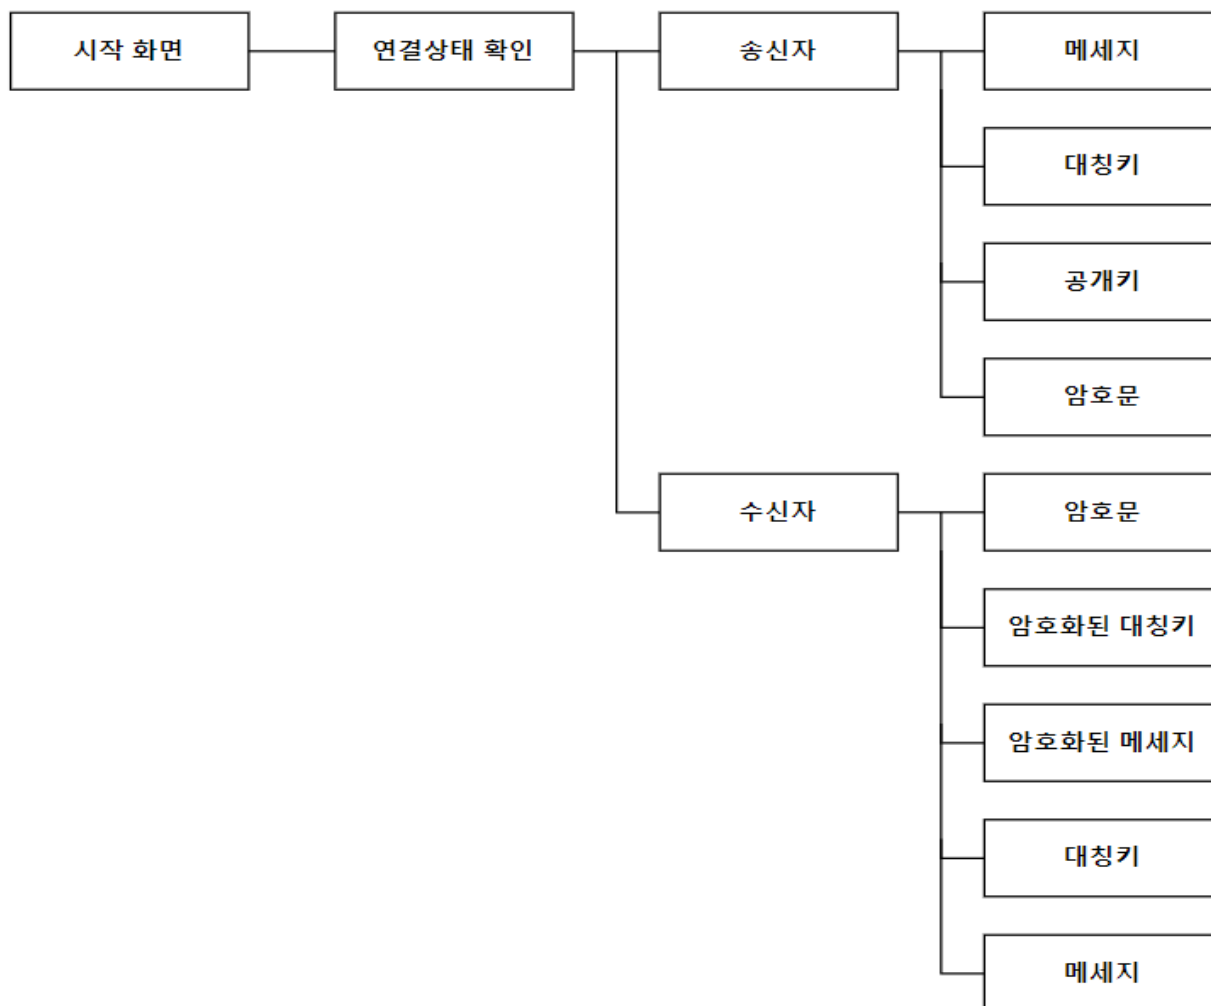 시작 화면
연결상태 확인
송신자
메세지
대칭키
공개키
암호문
수신자
암호문
암호화된 대칭키
암호화된 메세지
대칭키
메세지